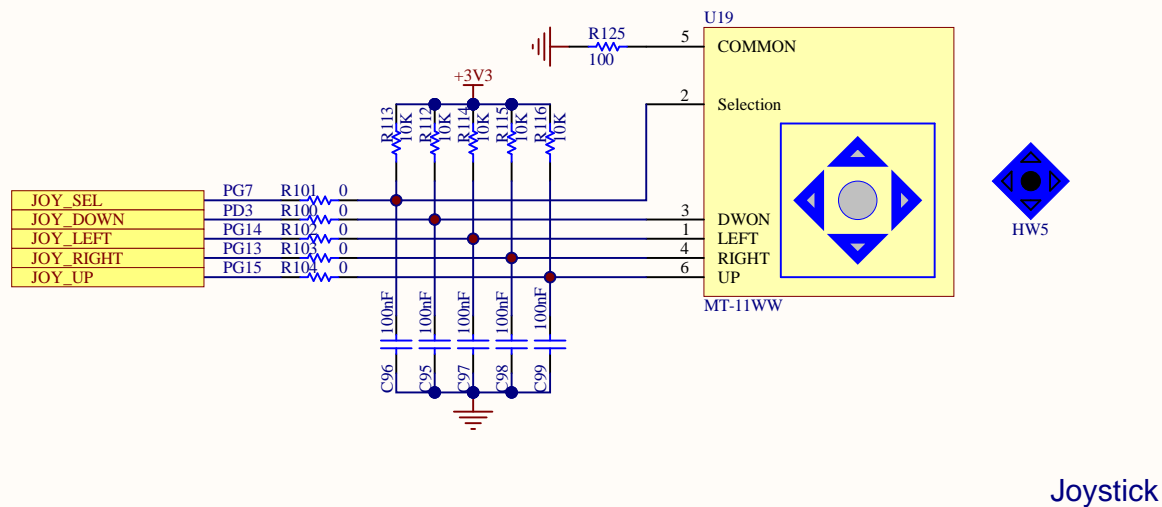 U19
R125
5 COMMON
100
+3V3
R113 10K
R112 10K
R114 10K
R115 10K
R116 10K
2 Selection
JOY_SEL PG7 R101 0
JOY_DOWN PD3 R100 0 3 DWON
JOY_LEFT PG14 R102 0 1 LEFT
JOY_RIGHT PG13 R103 0 4 RIGHT
JOY_UP PG15 R104 0 6 UP
HW5
MT-11WW
100nF
100nF
100nF
100nF
100nF
C96
C95
C97
C98
C99
Joystick